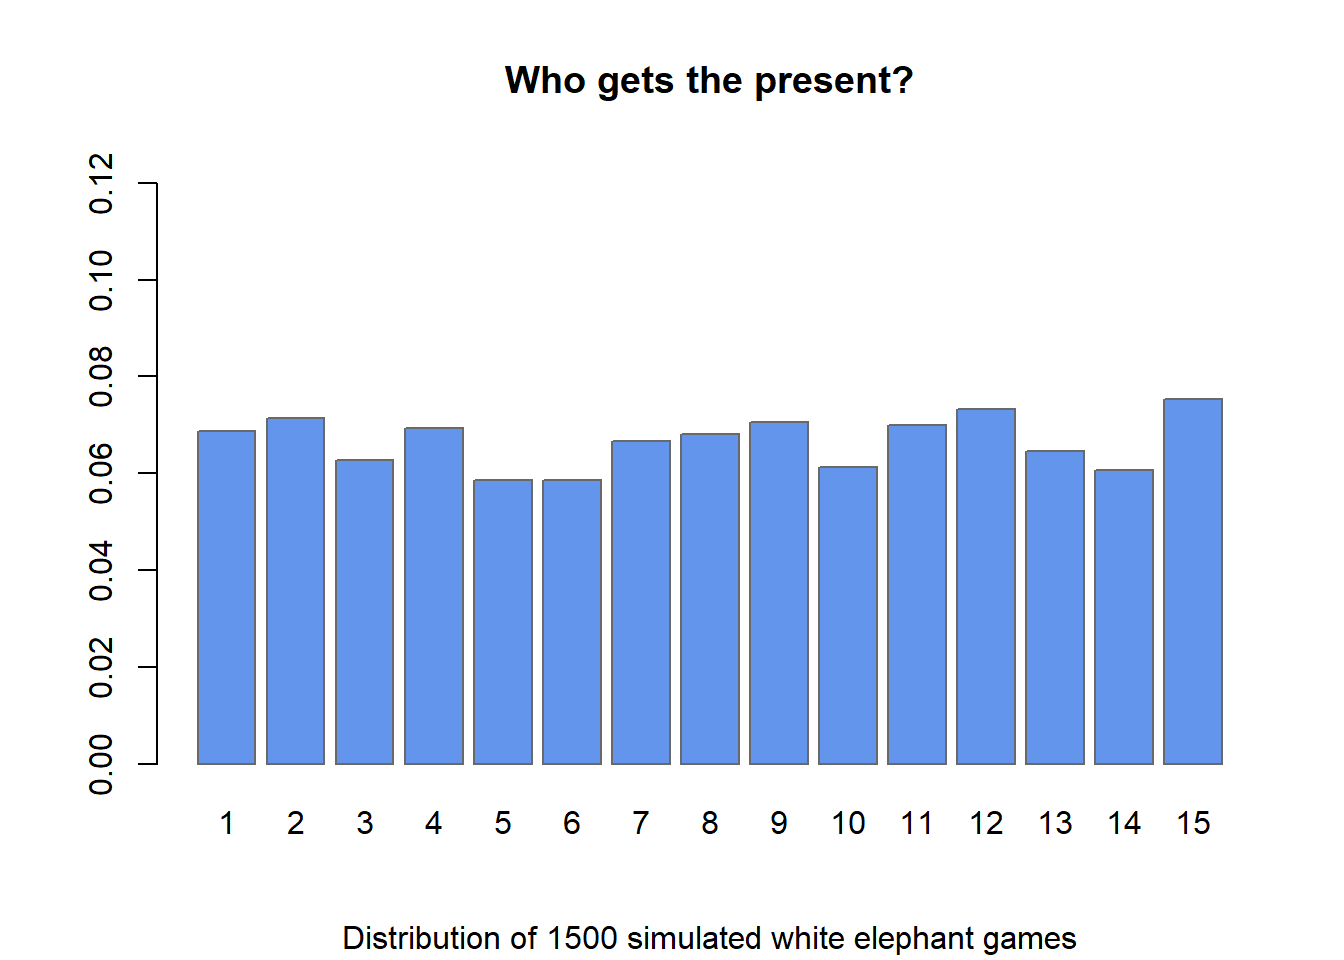 Who gets the present?
0.12
0.10
0.08
0.06
0.04
0.02
0.00
1 2 3 4 5 6 7 8 9 10 11 12 13 14 15
Distribution of 1500 simulated white elephant games